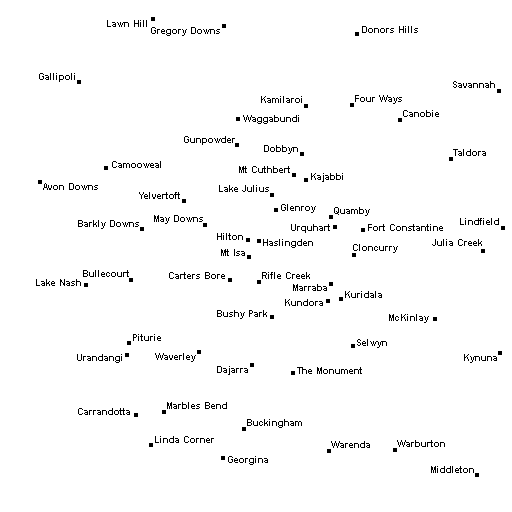 Lawn Hill
Gregory Downs
Donors Hills
Gallipoli
Savannah
Kamilaroi
Four Ways
Canobie
Waggabundi
Gunpowder
Dobbyn
Taldora
Camooweal
Mt Cuthbert
Kajabbi
Avon Downs
Lake Julius
Yelvertoft
Glenroy
Quamby
May Downs
Barkly Downs
Urquhart
Fort Constantine
Lindfield
Hilton
Haslingden
Julia Creek
Cloncurry
Mt Isa
Bullecourt
Carters Bore
Rifle Creek
Lake Nash
Marraba
Kuridala
Kundora
Bushy Park
McKinlay
Piturie
Selwyn
Urandangi
Waverley
Kynuna
Dajarra
The Monument
Marbles Bend
Carrandotta
Buckingham
Linda Corner
Warenda
Warburton
Georgina
Middleton